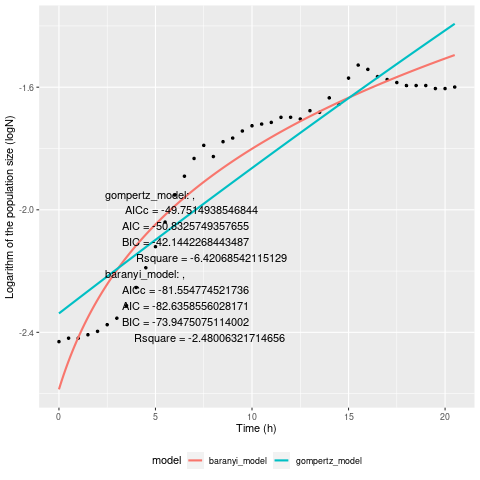 Logarithm of the population size (logN)
-1.6
-2.0
-2.4
gompertz_model: ,
AICc = -49.7514938546844
AIC = -50.8325749357655
BIC = -42.1442268443487
Rsquare = -6.42068542115129
baranyi_model: ,
AICc = -81.554774521736
AIC = -82.6358556028171
BIC = -73.9475075114002
Rsquare = -2.48006321714656
0 5 10 15 20
Time (h)
model baranyi_model gompertz_model